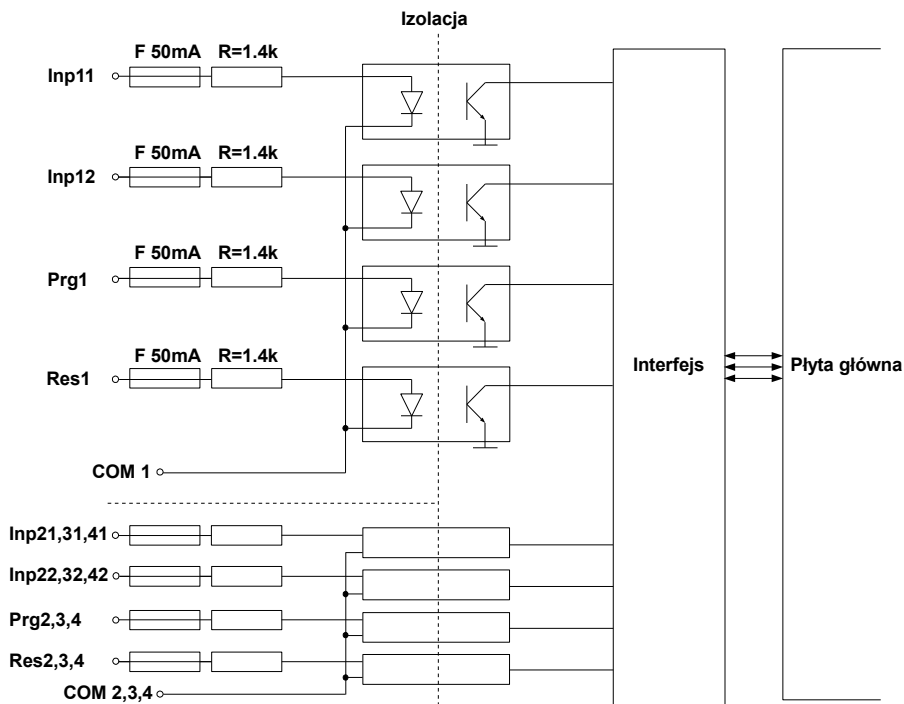 Izolacja
F 50mA R=1.4k
Inp11
F 50mA R=1.4k
Inp12
F 50mA R=1.4k
Prg1
F 50mA R=1.4k
Res1
Interfejs
Płyta główna
COM 1
Inp21,31,41
Inp22,32,42
Prg2,3,4
Res2,3,4
COM 2,3,4